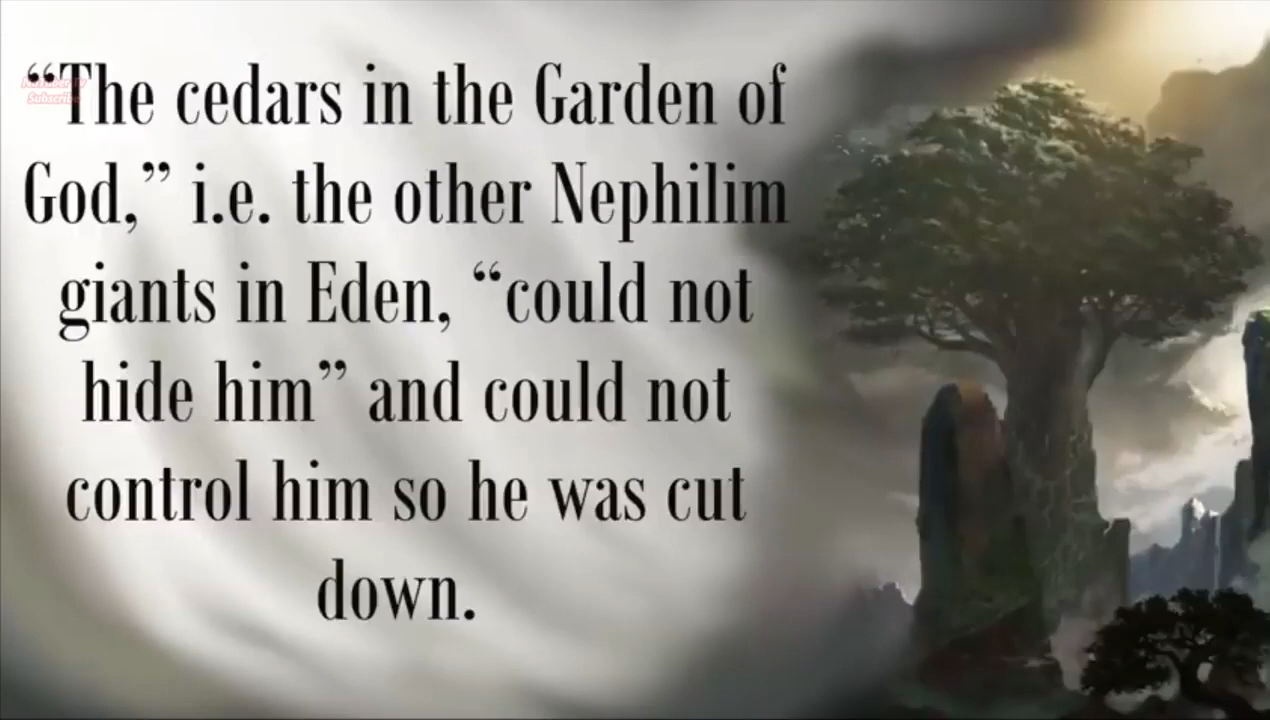 “The cedars in the Garden of
God,” i.e. the other Nephilim
giants in Eden, “could not
hide him” and could not
control him so he was cut
down.
Subscribe